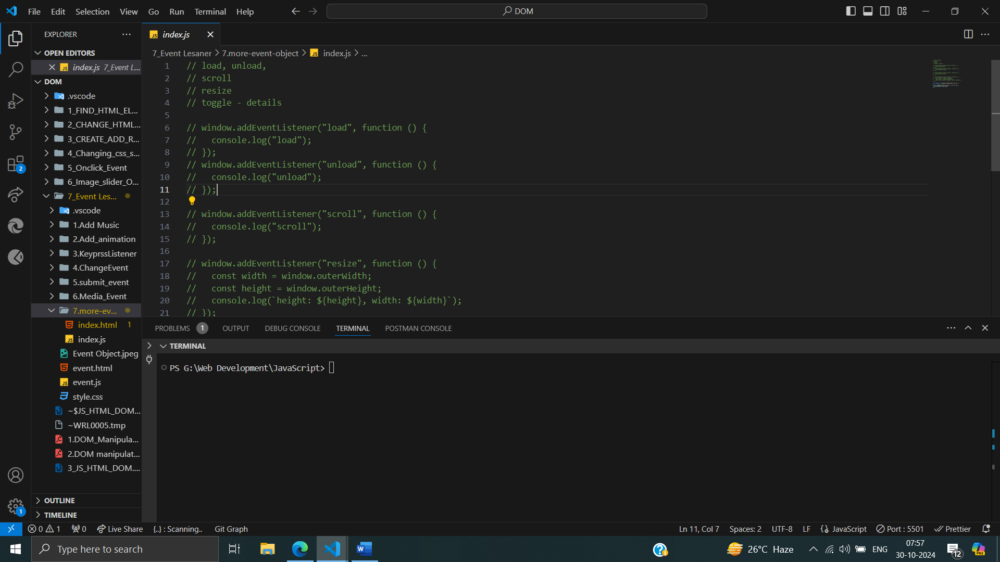 File Edit Selection View Go Run Terminal Help
DOM
EXPLORER
OPEN EDITORS
index.js 7_Event L...
DOM
.vscode
1_FIND_HTML_EL...
2_CHANGE_HTML...
3_CREATE_ADD_R...
4_Changing_css_s...
5_Onclick_Event
6_Image_slider_O...
7_Event Les...
.vscode
1.Add Music
2.Add_animation
3.KeyprssListener
4.ChangeEvent
5.submit_event
6.Media_Event
7.more-ev...
index.html 1
index.js
Event Object.jpeg
event.html
event.js
style.css
~$JS_HTML_DOM...
~WRL0005.tmp
1.DOM_Manipula...
2.DOM manipulat...
3_JS_HTML_DOM....
OUTLINE
TIMELINE
2
1
index.js
7_Event Lesaner > 7.more-event-object > index.js > ...
1 // load, unload,
2 // scroll
3 // resize
4 // toggle - details
5
6 // window.addEventListener("load", function () {
7 //   console.log("load");
8 // });
9 // window.addEventListener("unload", function () {
10 //   console.log("unload");
11 // });
12
13 // window.addEventListener("scroll", function () {
14 //   console.log("scroll");
15 // });
16
17 // window.addEventListener("resize", function () {
18 //   const width = window.outerWidth;
19 //   const height = window.outerHeight;
20 //   console.log(`height: ${height}, width: ${width}`);
21 // });
PROBLEMS 1 OUTPUT DEBUG CONSOLE TERMINAL POSTMAN CONSOLE
TERMINAL
PS G:\Web Development\JavaScript>
0 1 0 Live Share {..} : Scanning.. Git Graph
Ln 11, Col 7 Spaces: 2 UTF-8 LF JavaScript Port : 5501 Prettier
Type here to search
26°C Haze
ENG
07:57
30-10-2024
12
PRE